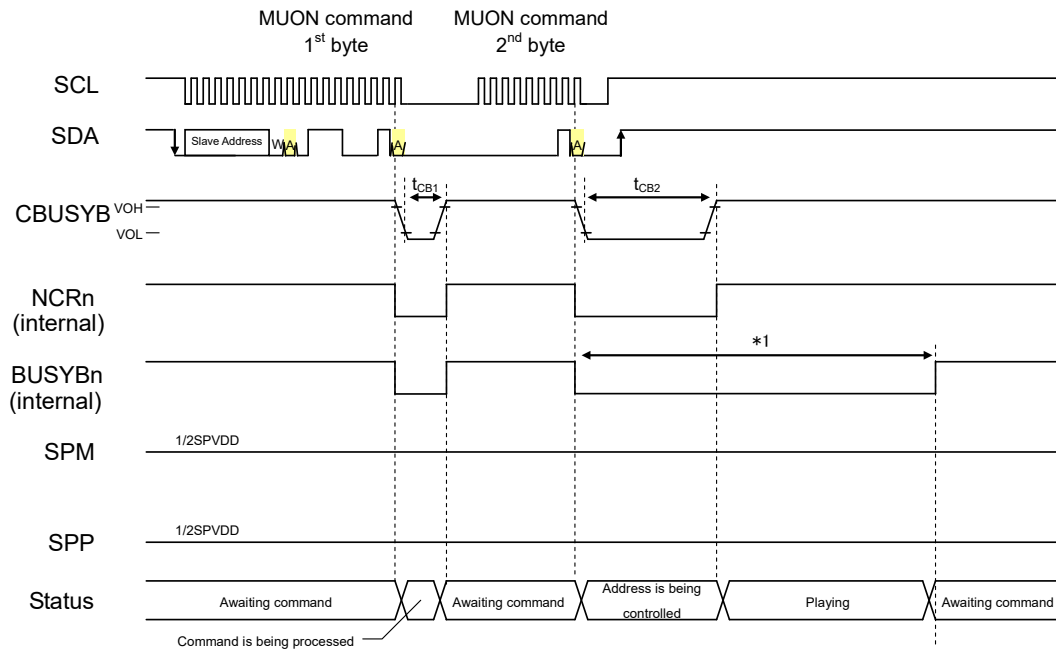 MUON command MUON command
1st byte 2nd byte
SCL
SDA Slave Address W A A A
tCB1 tCB2
CBUSYB VOH
VOL
NCRn
(internal)
*1
BUSYBn
(internal)
1/2SPVDD
SPM
1/2SPVDD
SPP
Status Awaiting command Awaiting command Address is being controlled Playing Awaiting command
Command is being processed